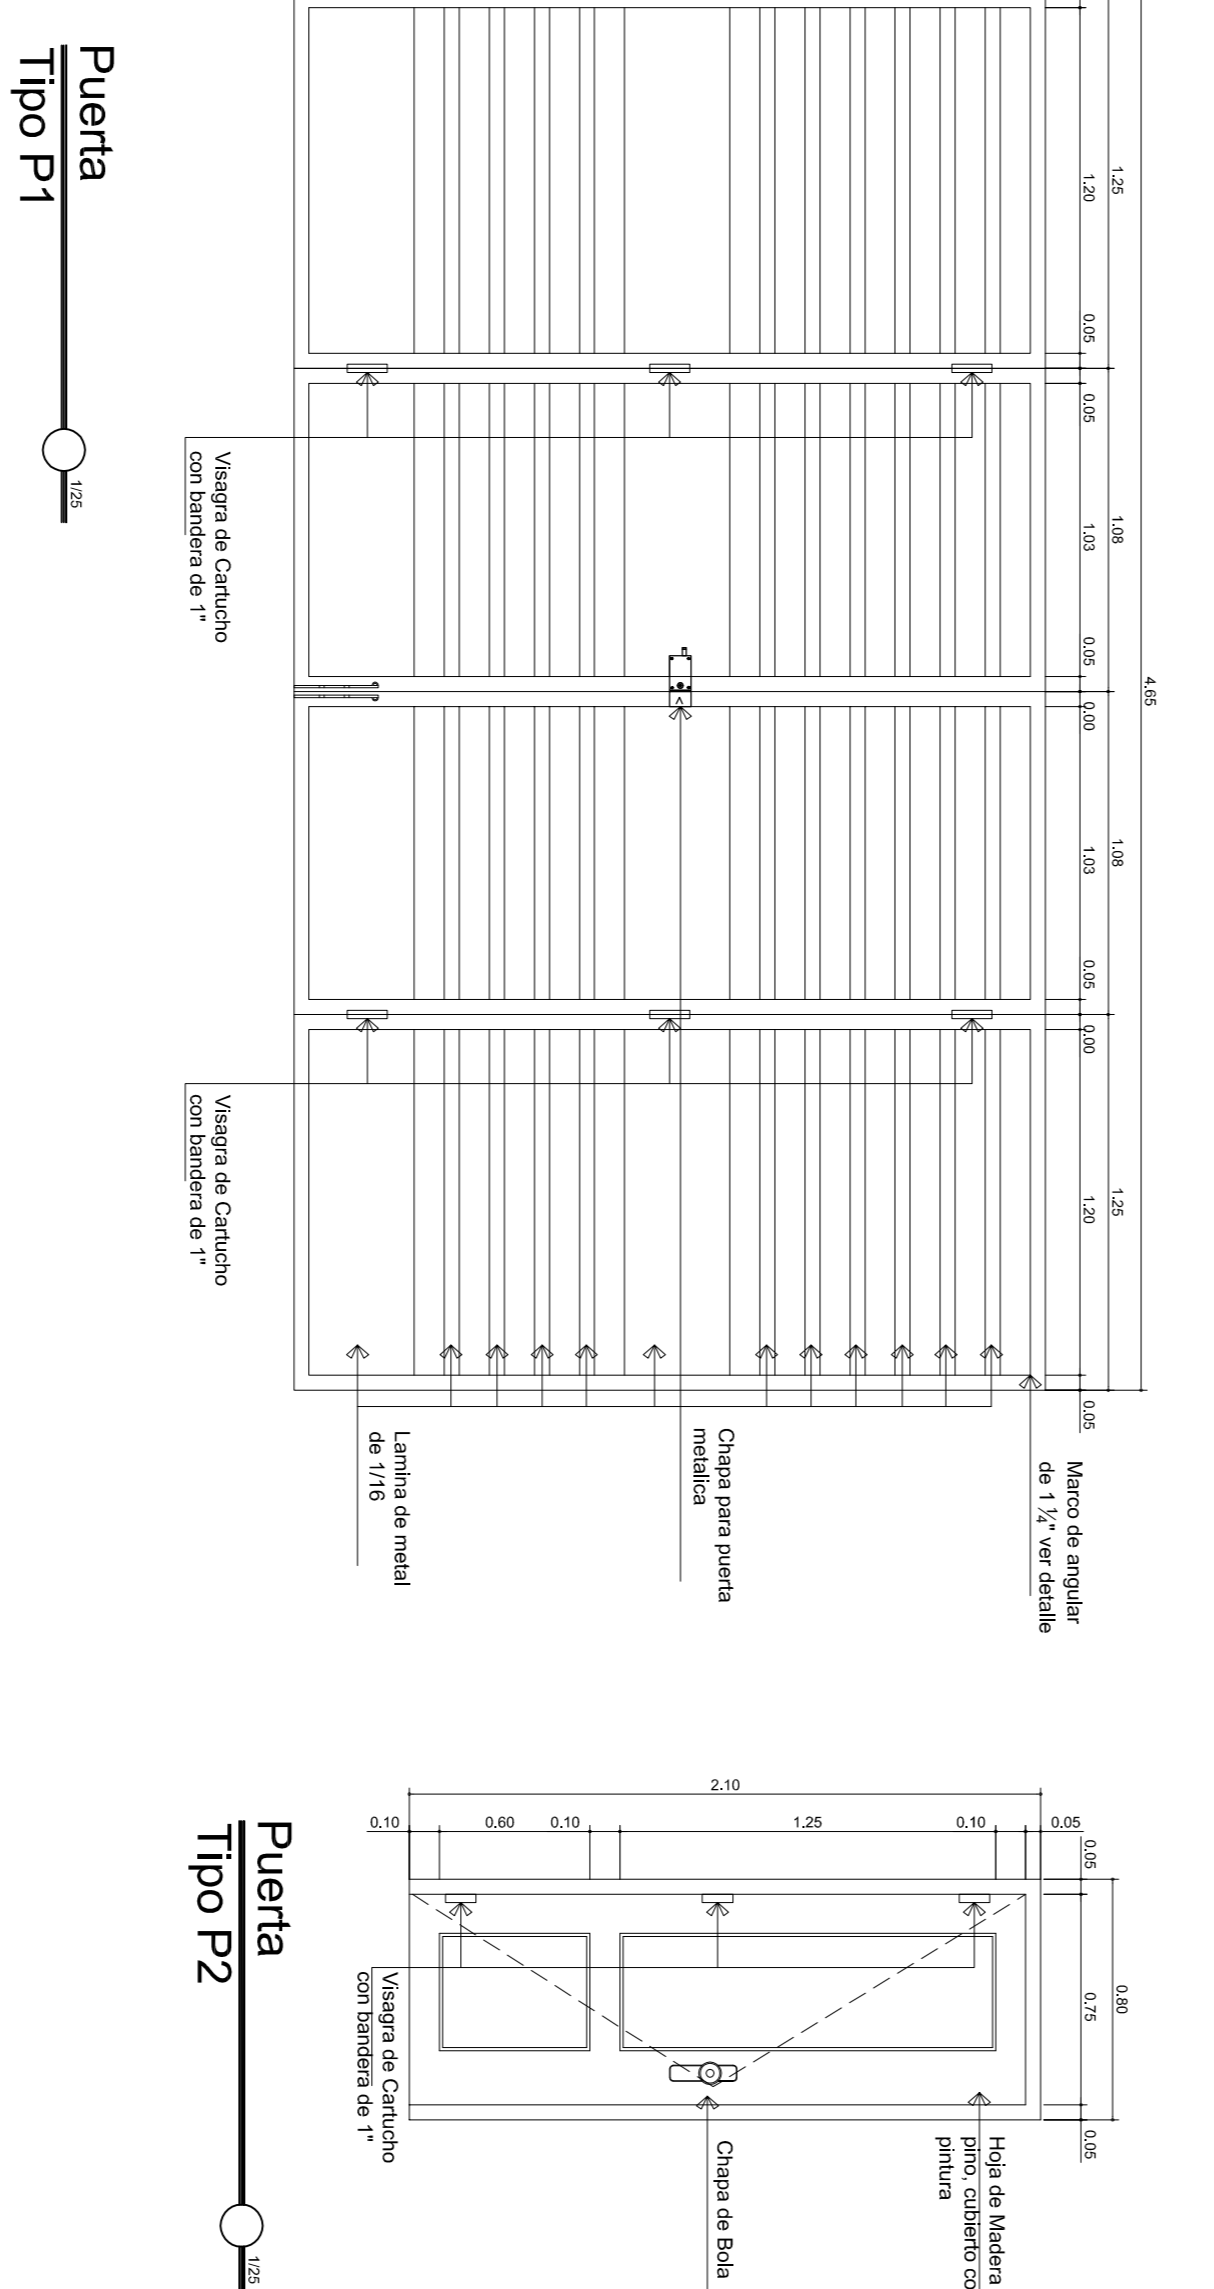 4.65
1.25
1.08
1.08
1.25
1.20
0.05
0.05
1.03
0.05
0.00
1.03
0.05
0.00
1.20
0.05
Marco de angular
de 1 ¼" ver detalle
Chapa para puerta
metalica
Lamina de metal
de 1/16
Visagra de Cartucho
con bandera de 1"
Visagra de Cartucho
con bandera de 1"
Puerta
Tipo P1
1/25
2.10
0.10
0.60
0.10
1.25
0.10
0.05
0.05
0.80
0.75
0.05
Hoja de Madera
pino, cubierto co
pintura
Chapa de Bola
Visagra de Cartucho
con bandera de 1"
Puerta
Tipo P2
1/25